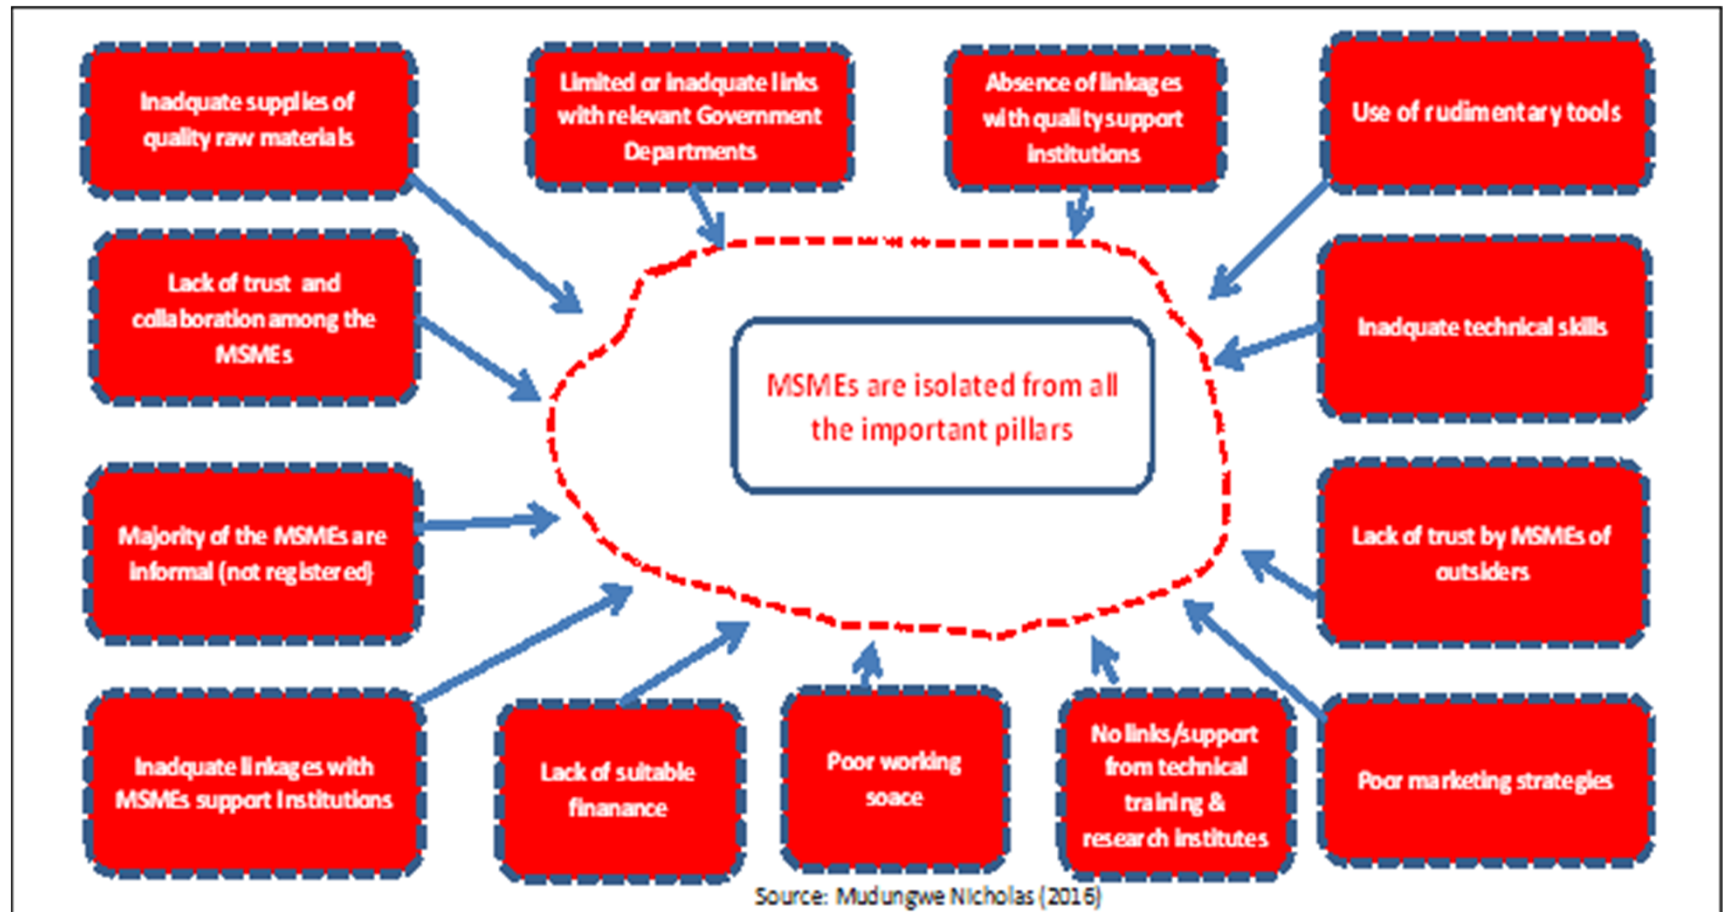 Inadquate supplies of
quality raw materials
Limited or inadquate links
with relevant Government
Departments
Absence of linkages
with quality support
institutions
Use of rudimentary tools
Lack of trust and
collaboration among the
MSMEs
Inadquate technical skills
MSMEs are isolated from all
the important pillars
Majority of the MSMEs are
informal (not registered)
Lack of trust by MSMEs of
outsiders
Inadquate linkages with
MSMEs support Institutions
Lack of suitable
finanance
Poor working
soace
No links/support
from technical
training &
research institutes
Poor marketing strategies
Source: Mudungwe Nicholas (2016)